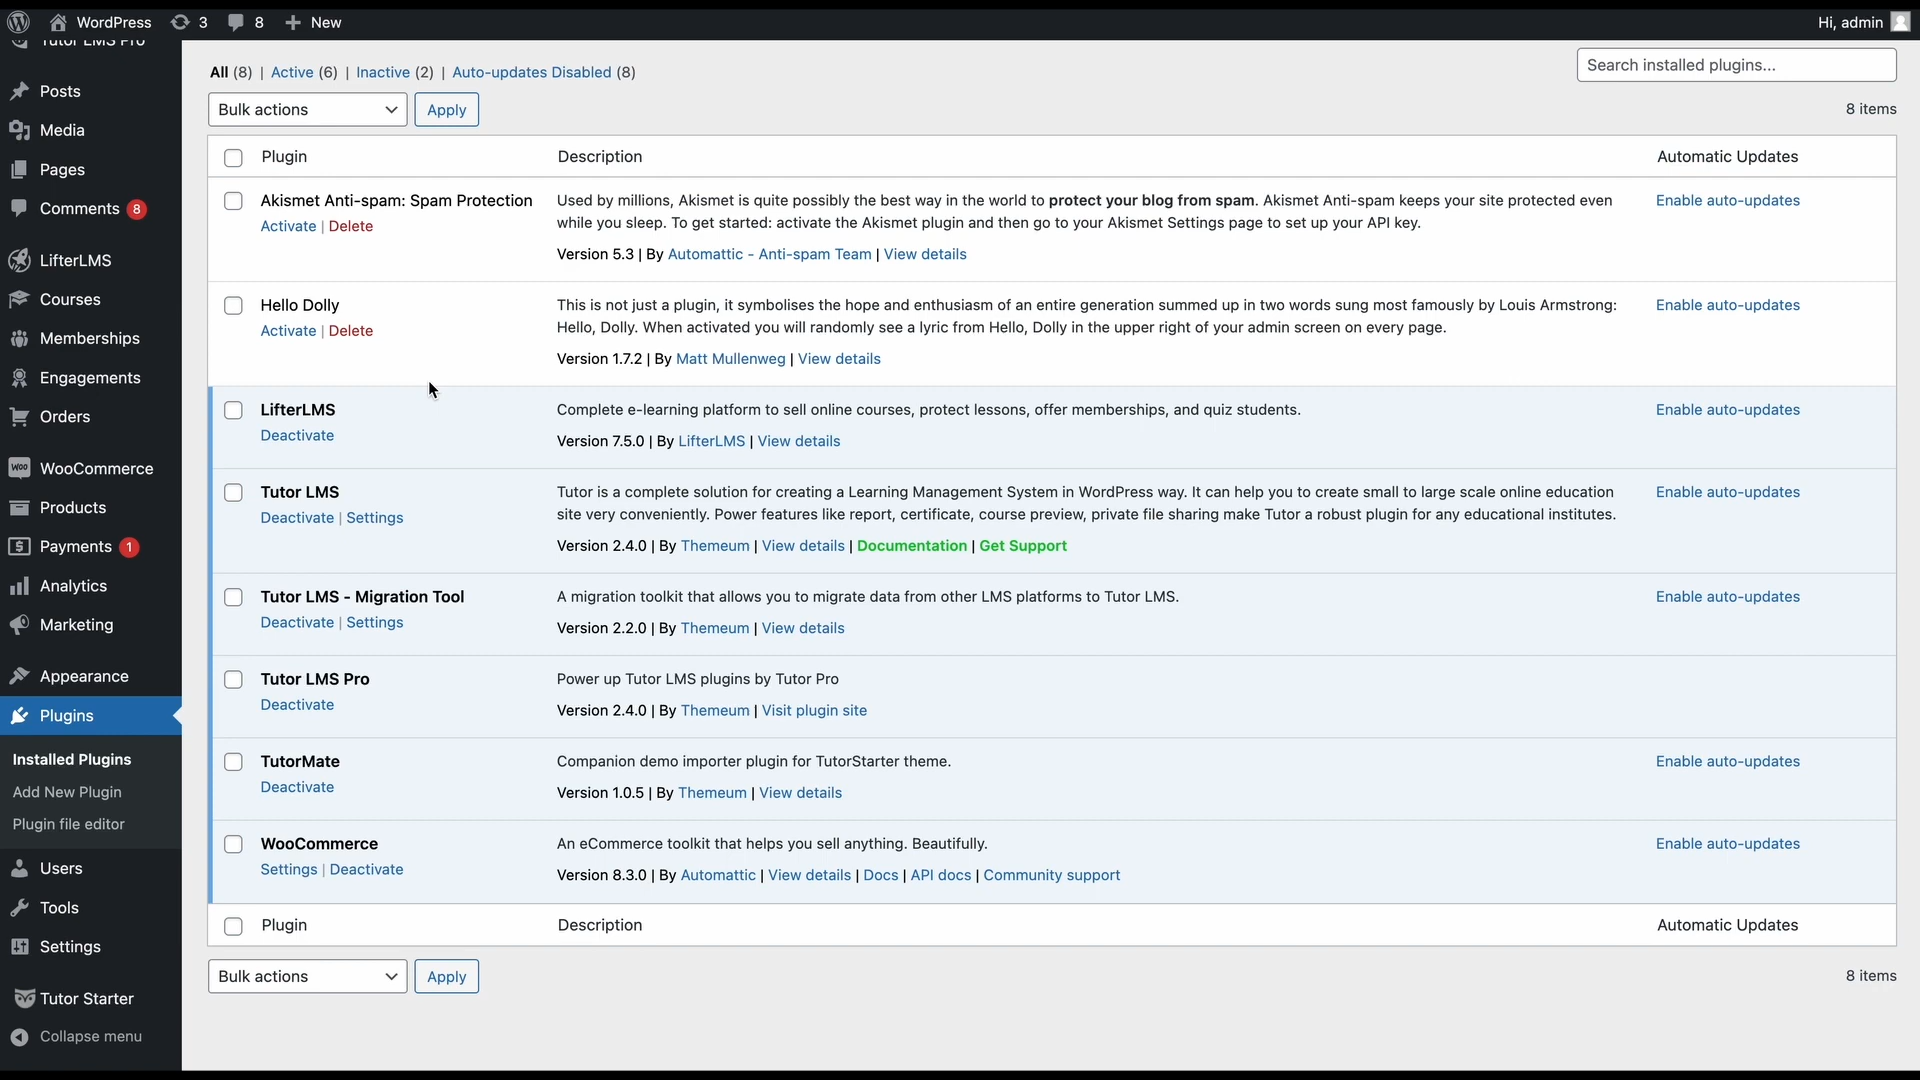 WordPress 3 8 New Hi, admin
Tutor LMS Pro
Posts
Media
Pages
Comments 8
LifterLMS
Courses
Memberships
Engagements
Orders
WooCommerce
Products
Payments 1
Analytics
Marketing
Appearance
Plugins
Installed Plugins
Add New Plugin
Plugin file editor
Users
Tools
Settings
Tutor Starter
Collapse menu
All (8) | Active (6) | Inactive (2) | Auto-updates Disabled (8)
Search installed plugins...
Bulk actions Apply 8 items
Plugin Description Automatic Updates
Akismet Anti-spam: Spam Protection
Activate | Delete
Used by millions, Akismet is quite possibly the best way in the world to protect your blog from spam. Akismet Anti-spam keeps your site protected even
while you sleep. To get started: activate the Akismet plugin and then go to your Akismet Settings page to set up your API key.
Version 5.3 | By Automattic - Anti-spam Team | View details
Enable auto-updates
Hello Dolly
Activate | Delete
This is not just a plugin, it symbolises the hope and enthusiasm of an entire generation summed up in two words sung most famously by Louis Armstrong:
Hello, Dolly. When activated you will randomly see a lyric from Hello, Dolly in the upper right of your admin screen on every page.
Version 1.7.2 | By Matt Mullenweg | View details
Enable auto-updates
LifterLMS
Deactivate
Complete e-learning platform to sell online courses, protect lessons, offer memberships, and quiz students.
Version 7.5.0 | By LifterLMS | View details
Enable auto-updates
Tutor LMS
Deactivate | Settings
Tutor is a complete solution for creating a Learning Management System in WordPress way. It can help you to create small to large scale online education
site very conveniently. Power features like report, certificate, course preview, private file sharing make Tutor a robust plugin for any educational institutes.
Version 2.4.0 | By Themeum | View details | Documentation | Get Support
Enable auto-updates
Tutor LMS - Migration Tool
Deactivate | Settings
A migration toolkit that allows you to migrate data from other LMS platforms to Tutor LMS.
Version 2.2.0 | By Themeum | View details
Enable auto-updates
Tutor LMS Pro
Deactivate
Power up Tutor LMS plugins by Tutor Pro
Version 2.4.0 | By Themeum | Visit plugin site
TutorMate
Deactivate
Companion demo importer plugin for TutorStarter theme.
Version 1.0.5 | By Themeum | View details
Enable auto-updates
WooCommerce
Settings | Deactivate
An eCommerce toolkit that helps you sell anything. Beautifully.
Version 8.3.0 | By Automattic | View details | Docs | API docs | Community support
Enable auto-updates
Plugin Description Automatic Updates
Bulk actions Apply 8 items